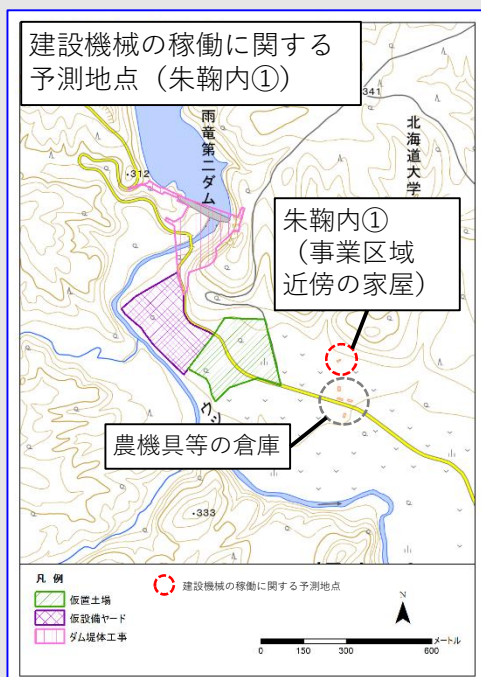 建設機械の稼働に関する
予測地点（朱鞠内①）
341
雨竜第二ダム
北海道大学
312
朱鞠内①
（事業区域
近傍の家屋）
ウッ
農機具等の倉庫
333
凡例
建設機械の稼働に関する予測地点
仮置土場
仮設備ヤード
ダム堤体工事
N
メートル
0 150 300 600